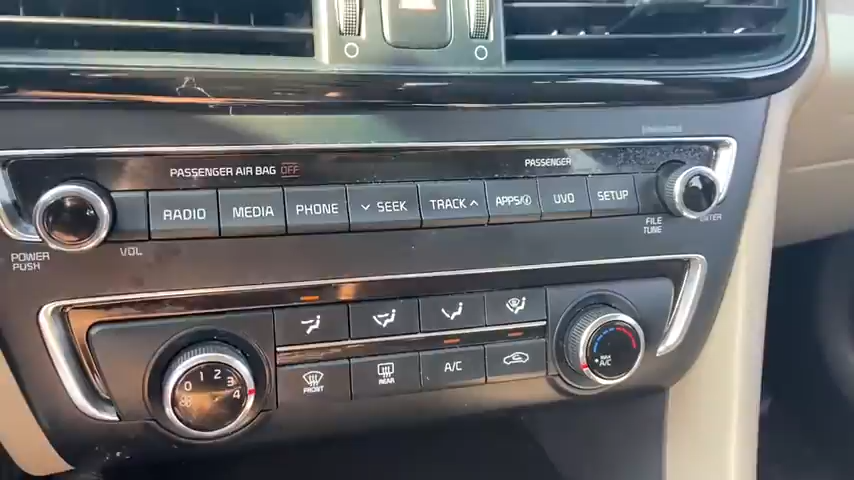 PASSENGER AIR BAG OFF
PASSENGER
RADIO MEDIA PHONE SEEK TRACK APPS/i UVO SETUP
POWER PUSH
VOL
FILE TUNE
ENTER
0 1 2 3 4
FRONT
REAR
A/C
MAX A/C